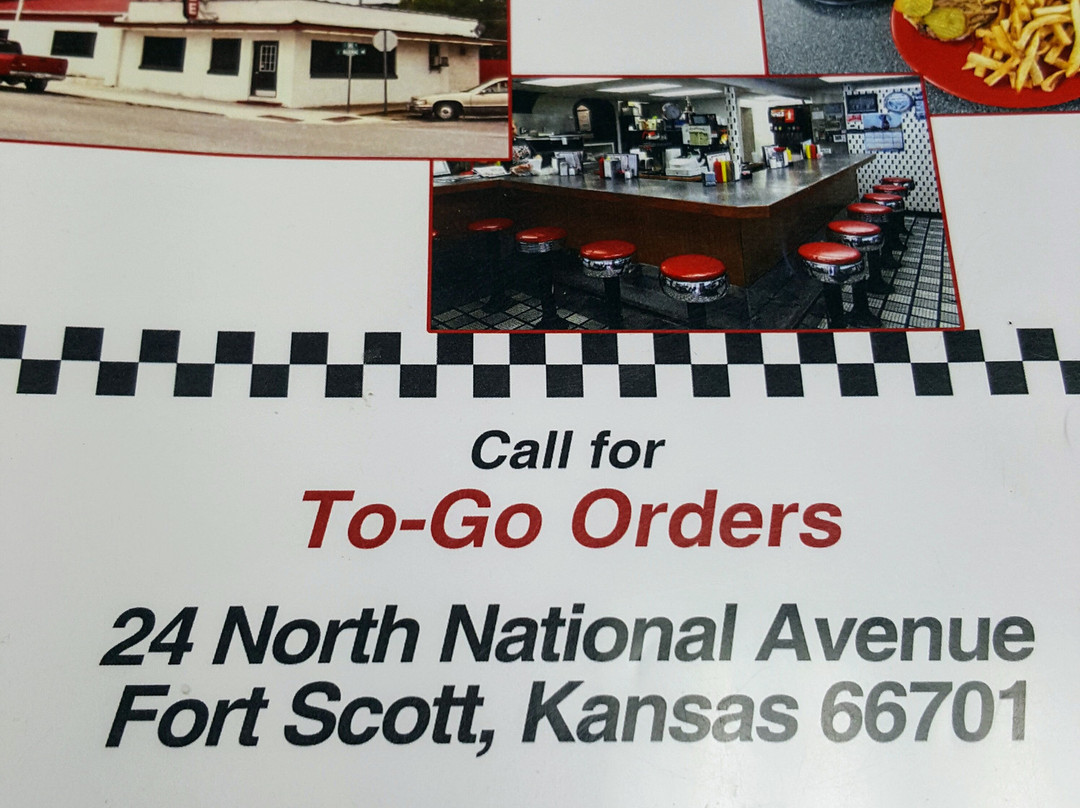 Call for
To-Go Orders
24 North National Avenue
Fort Scott, Kansas 66701